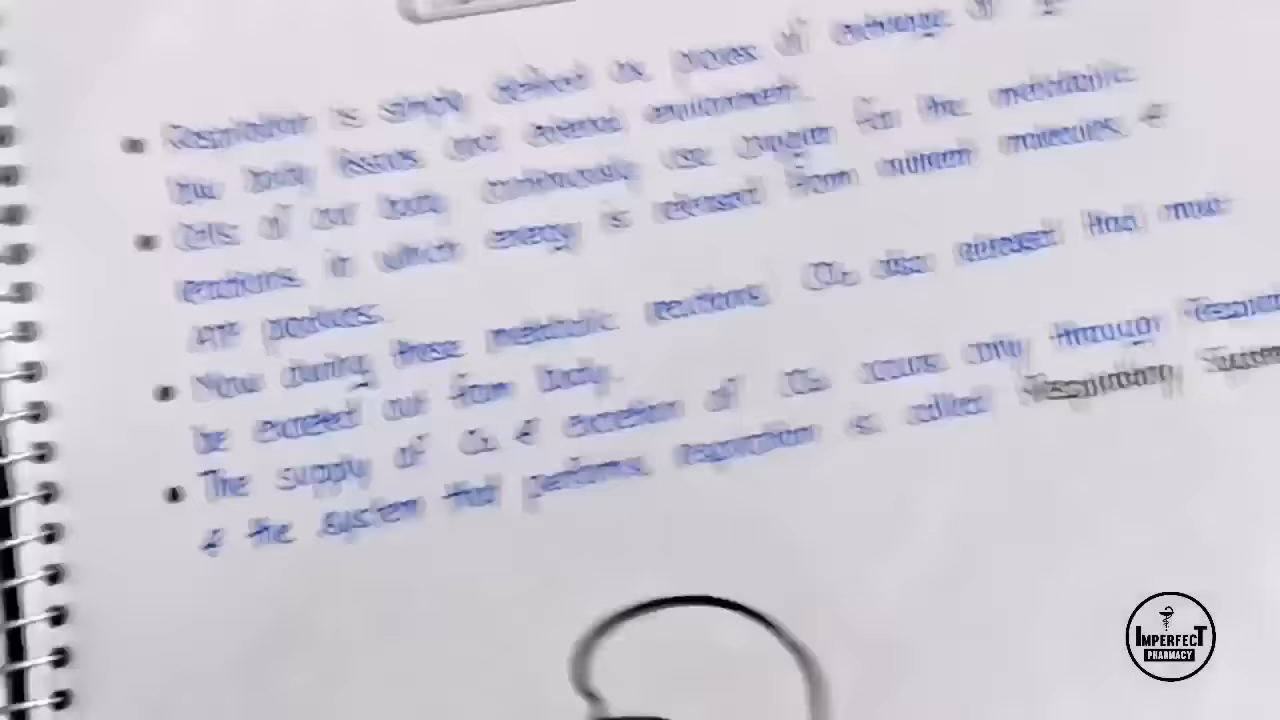 Respiration is simply defined as process of exchange of
our body tissues and external environment.
Cells of our body continuously use oxygen for the metabolic
reactions in which energy is released from nutrient molecules &
ATP produces.
Now during these metabolic reactions CO₂ also released that must
be excreted out from body.
The supply of O₂ & excretion of CO₂ occurs only through
& the system that performs respiration is called Respiratory System
IMPERFECT
PHARMACY